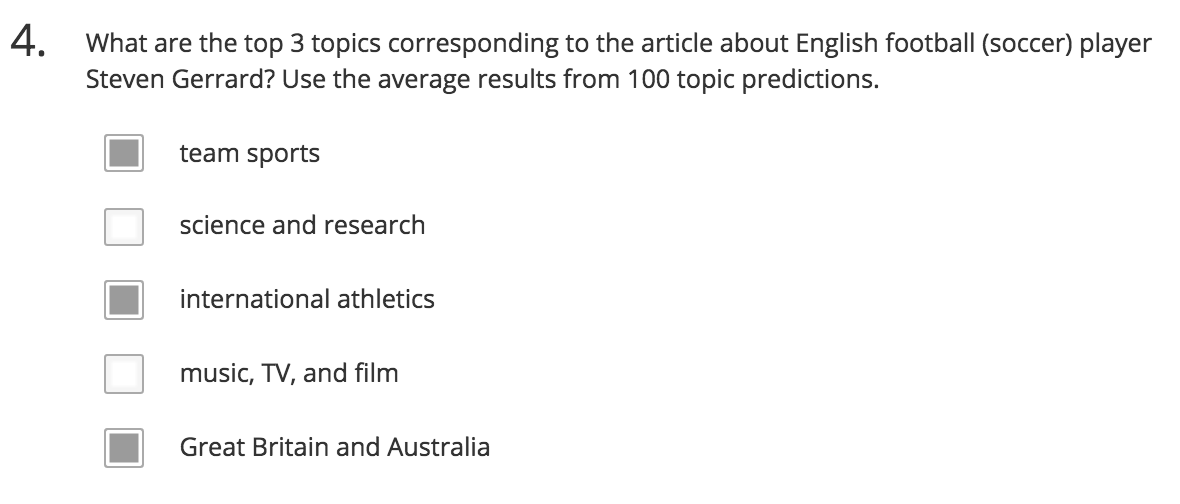 4. What are the top 3 topics corresponding to the article about English football (soccer) player
Steven Gerrard? Use the average results from 100 topic predictions.
team sports
science and research
international athletics
music, TV, and film
Great Britain and Australia